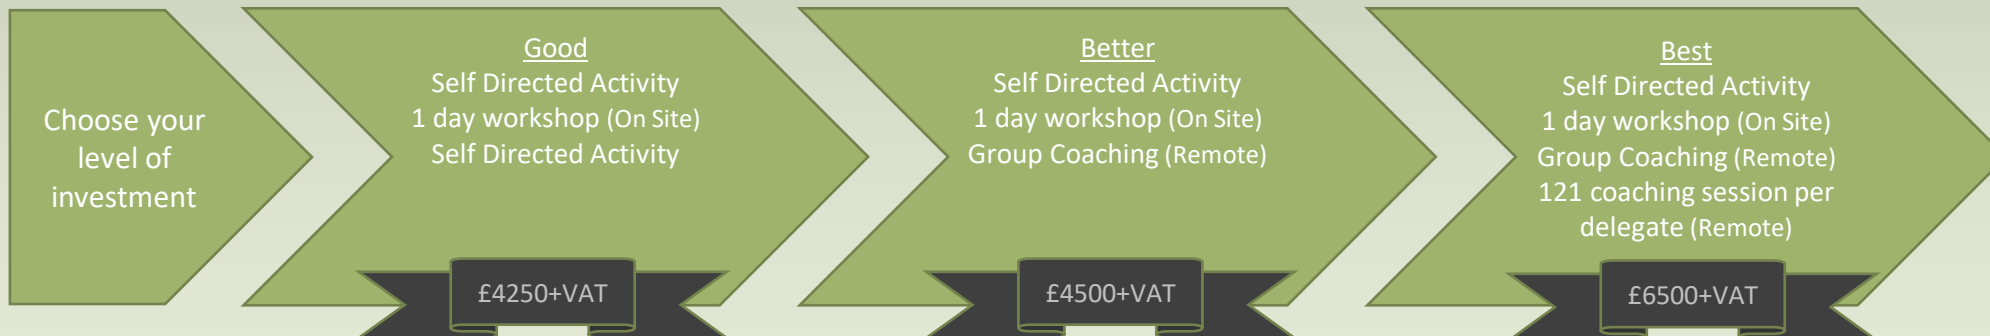 Choose your
level of
investment
Good
Self Directed Activity
1 day workshop (On Site)
Self Directed Activity
£4250+VAT
Better
Self Directed Activity
1 day workshop (On Site)
Group Coaching (Remote)
£4500+VAT
Best
Self Directed Activity
1 day workshop (On Site)
Group Coaching (Remote)
121 coaching session per
delegate (Remote)
£6500+VAT